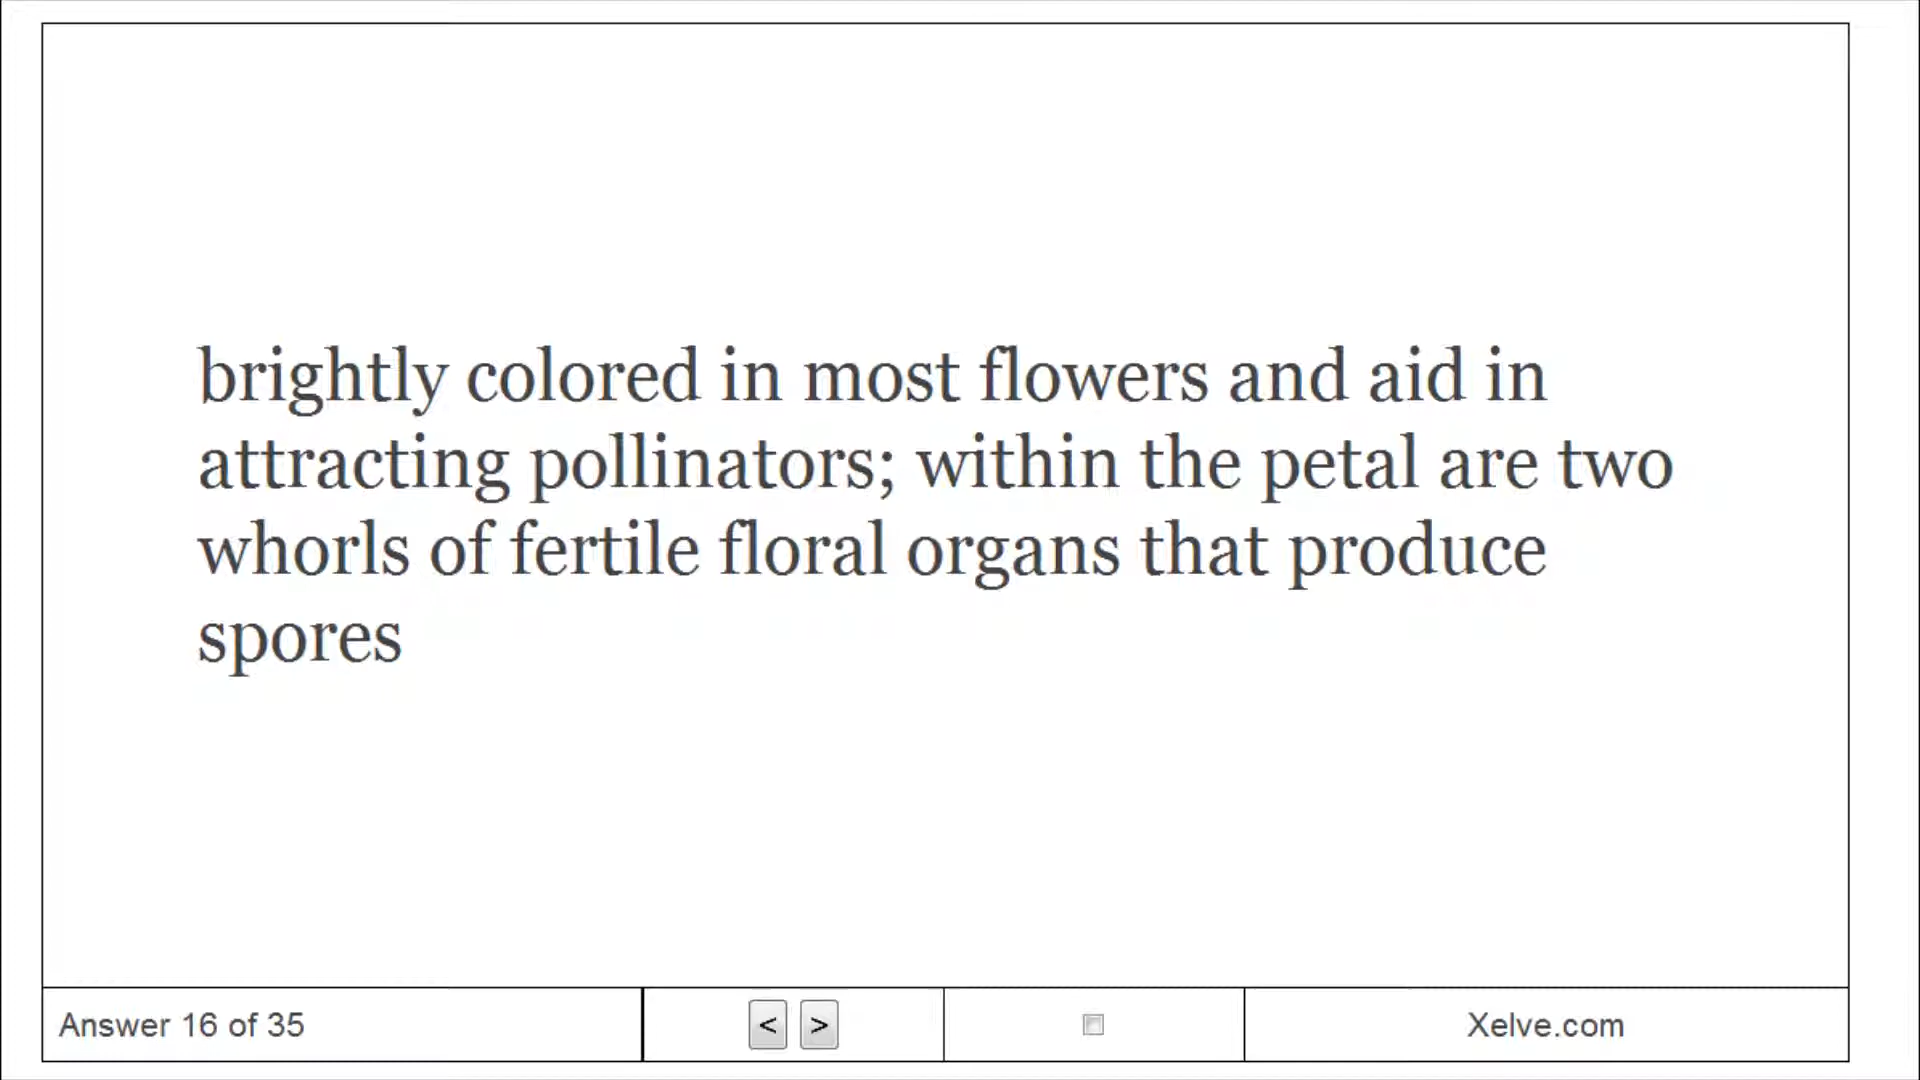 brightly colored in most flowers and aid in
attracting pollinators; within the petal are two
whorls of fertile floral organs that produce
spores
Answer 16 of 35
< >
Xelve.com